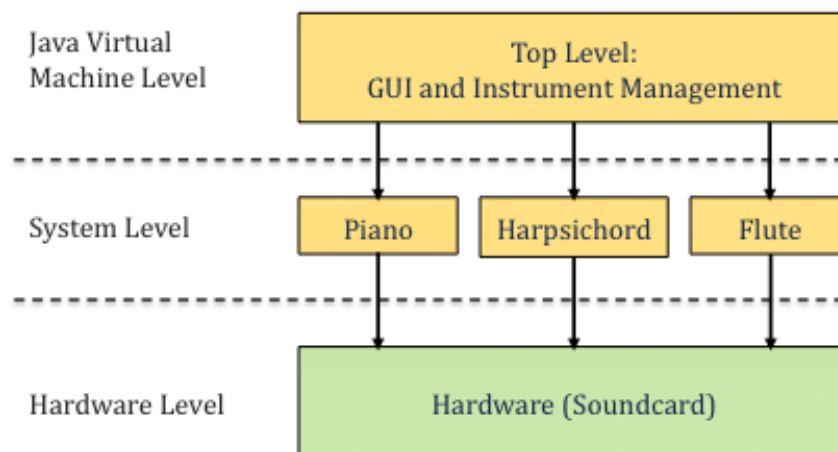 Java Virtual
Machine Level
Top Level:
GUI and Instrument Management
System Level
Piano
Harpsichord
Flute
Hardware Level
Hardware (Soundcard)